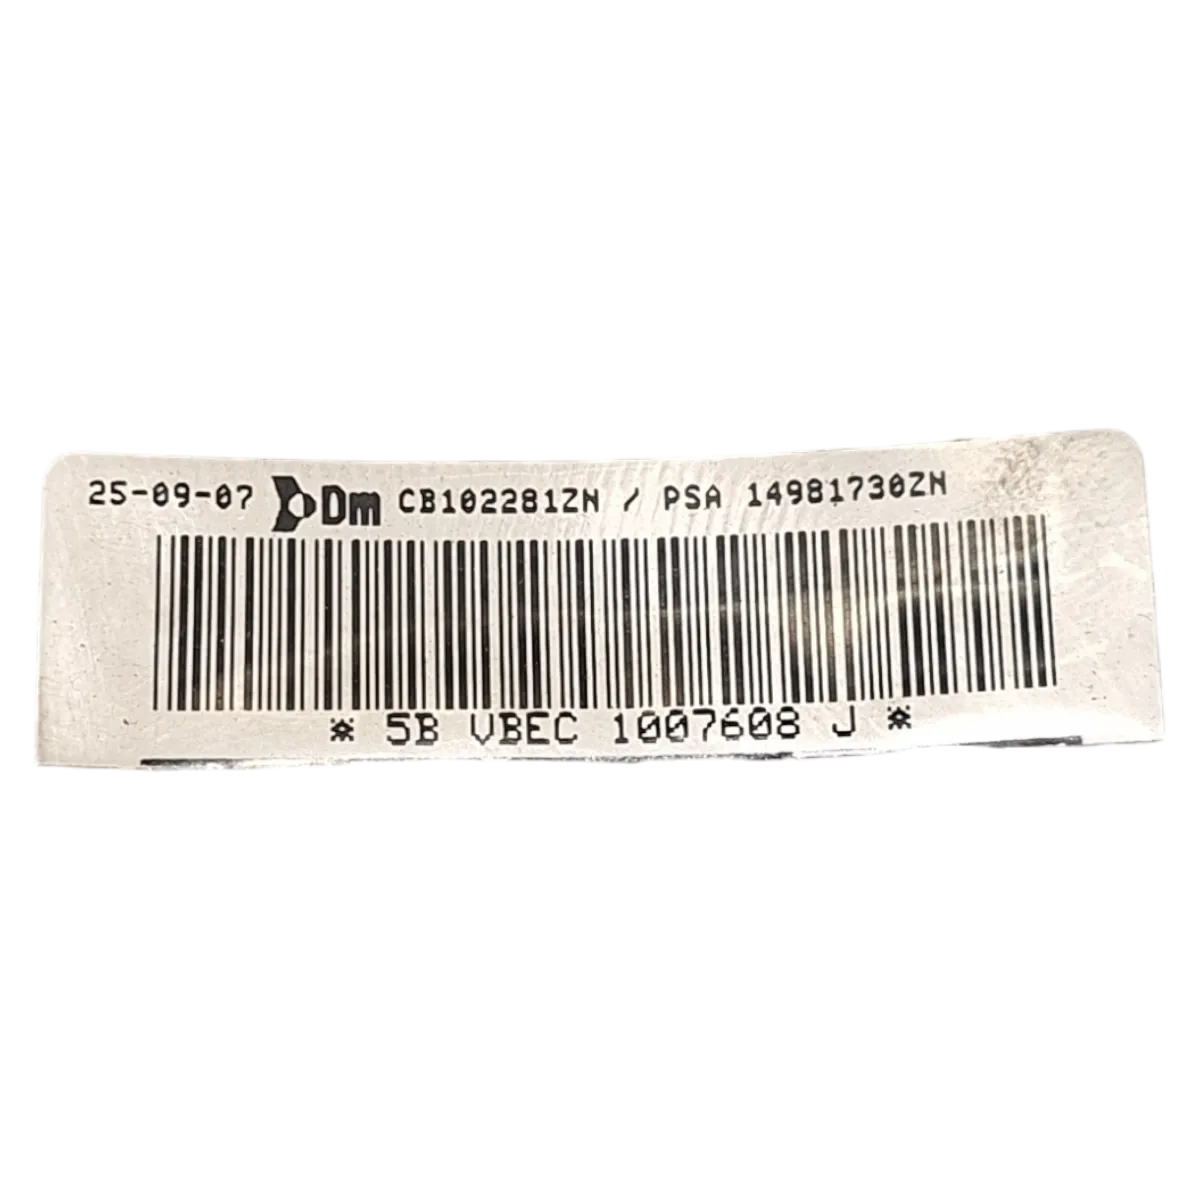 25-09-07 Dm CB102281ZN / PSA 14981730ZN
* 5B VBEC 1007608 J *